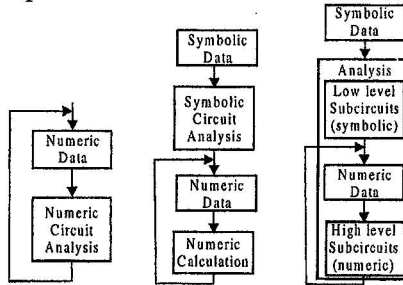 Numeric
Data
Numeric
Circuit
Analysis
Symbolic
Data
Symbolic
Circuit
Analysis
Numeric
Data
Numeric
Calculation
Symbolic
Data
Analysis
Low level
Subcircuits
(symbolic)
Numeric
Data
High level
Subcircuits
(numeric)